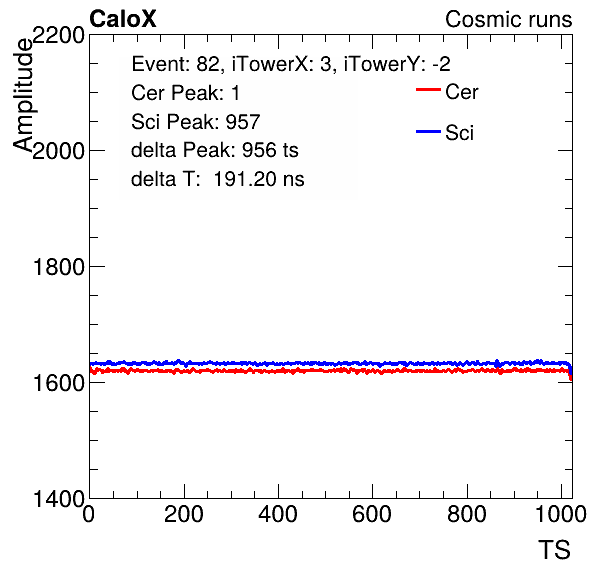 CaloX
Cosmic runs
Amplitude
2200
2000
1800
1600
1400
Event: 82, iTowerX: 3, iTowerY: -2
Cer Peak: 1
Sci Peak: 957
delta Peak: 956 ts
delta T:  191.20 ns
Cer
Sci
0
200
400
600
800
1000
TS